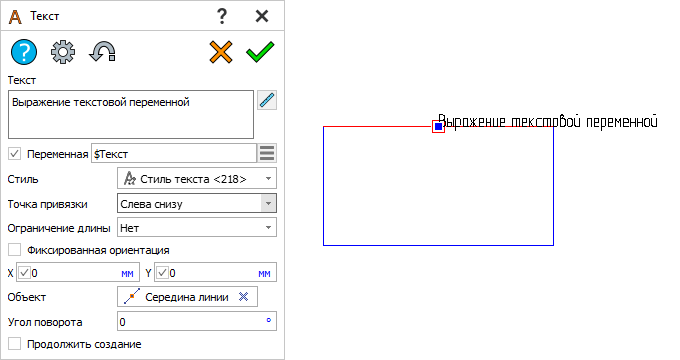 Текст ?
?
Текст
Выражение текстовой переменной
Переменная $Текст
Стиль Стиль текста <218>
Точка привязки Слева снизу
Ограничение длины Нет
Фиксированная ориентация
X 0 мм Y 0 мм
Объект Середина линии
Угол поворота 0 °
Продолжить создание
Выражение текстовой переменной